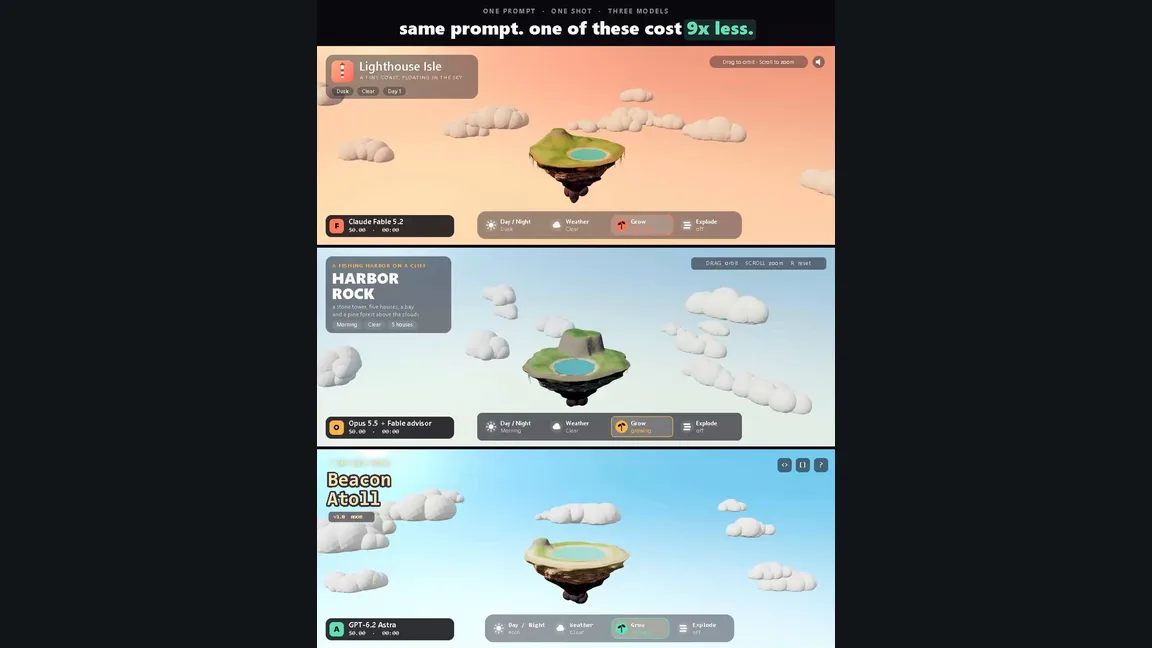 ONE PROMPT · ONE SHOT · THREE MODELS
same prompt. one of these cost 9x less.
Lighthouse Isle
A TINY COAST, FLOATING IN THE SKY
Dusk Clear Day 1
Drag to orbit · Scroll to zoom
F Claude Fable 5.2
$0.00 · 00:00
Day / Night Weather Grow Explode
Dusk Clear off
A FISHING HARBOR ON A CLIFF
HARBOR
ROCK
a stone tower, five houses, a bay
and a pine forest above the clouds
Morning Clear 5 houses
DRAG orbit SCROLL zoom R reset
O Opus 5.5 + Fable advisor
$0.00 · 00:00
Day / Night Weather Grow Explode
Morning Clear growing off
Beacon
Atoll
<> [] ?
A GPT-6.2 Astra
$0.00 · 00:00
Day / Night Weather Grow Explode
Clear off